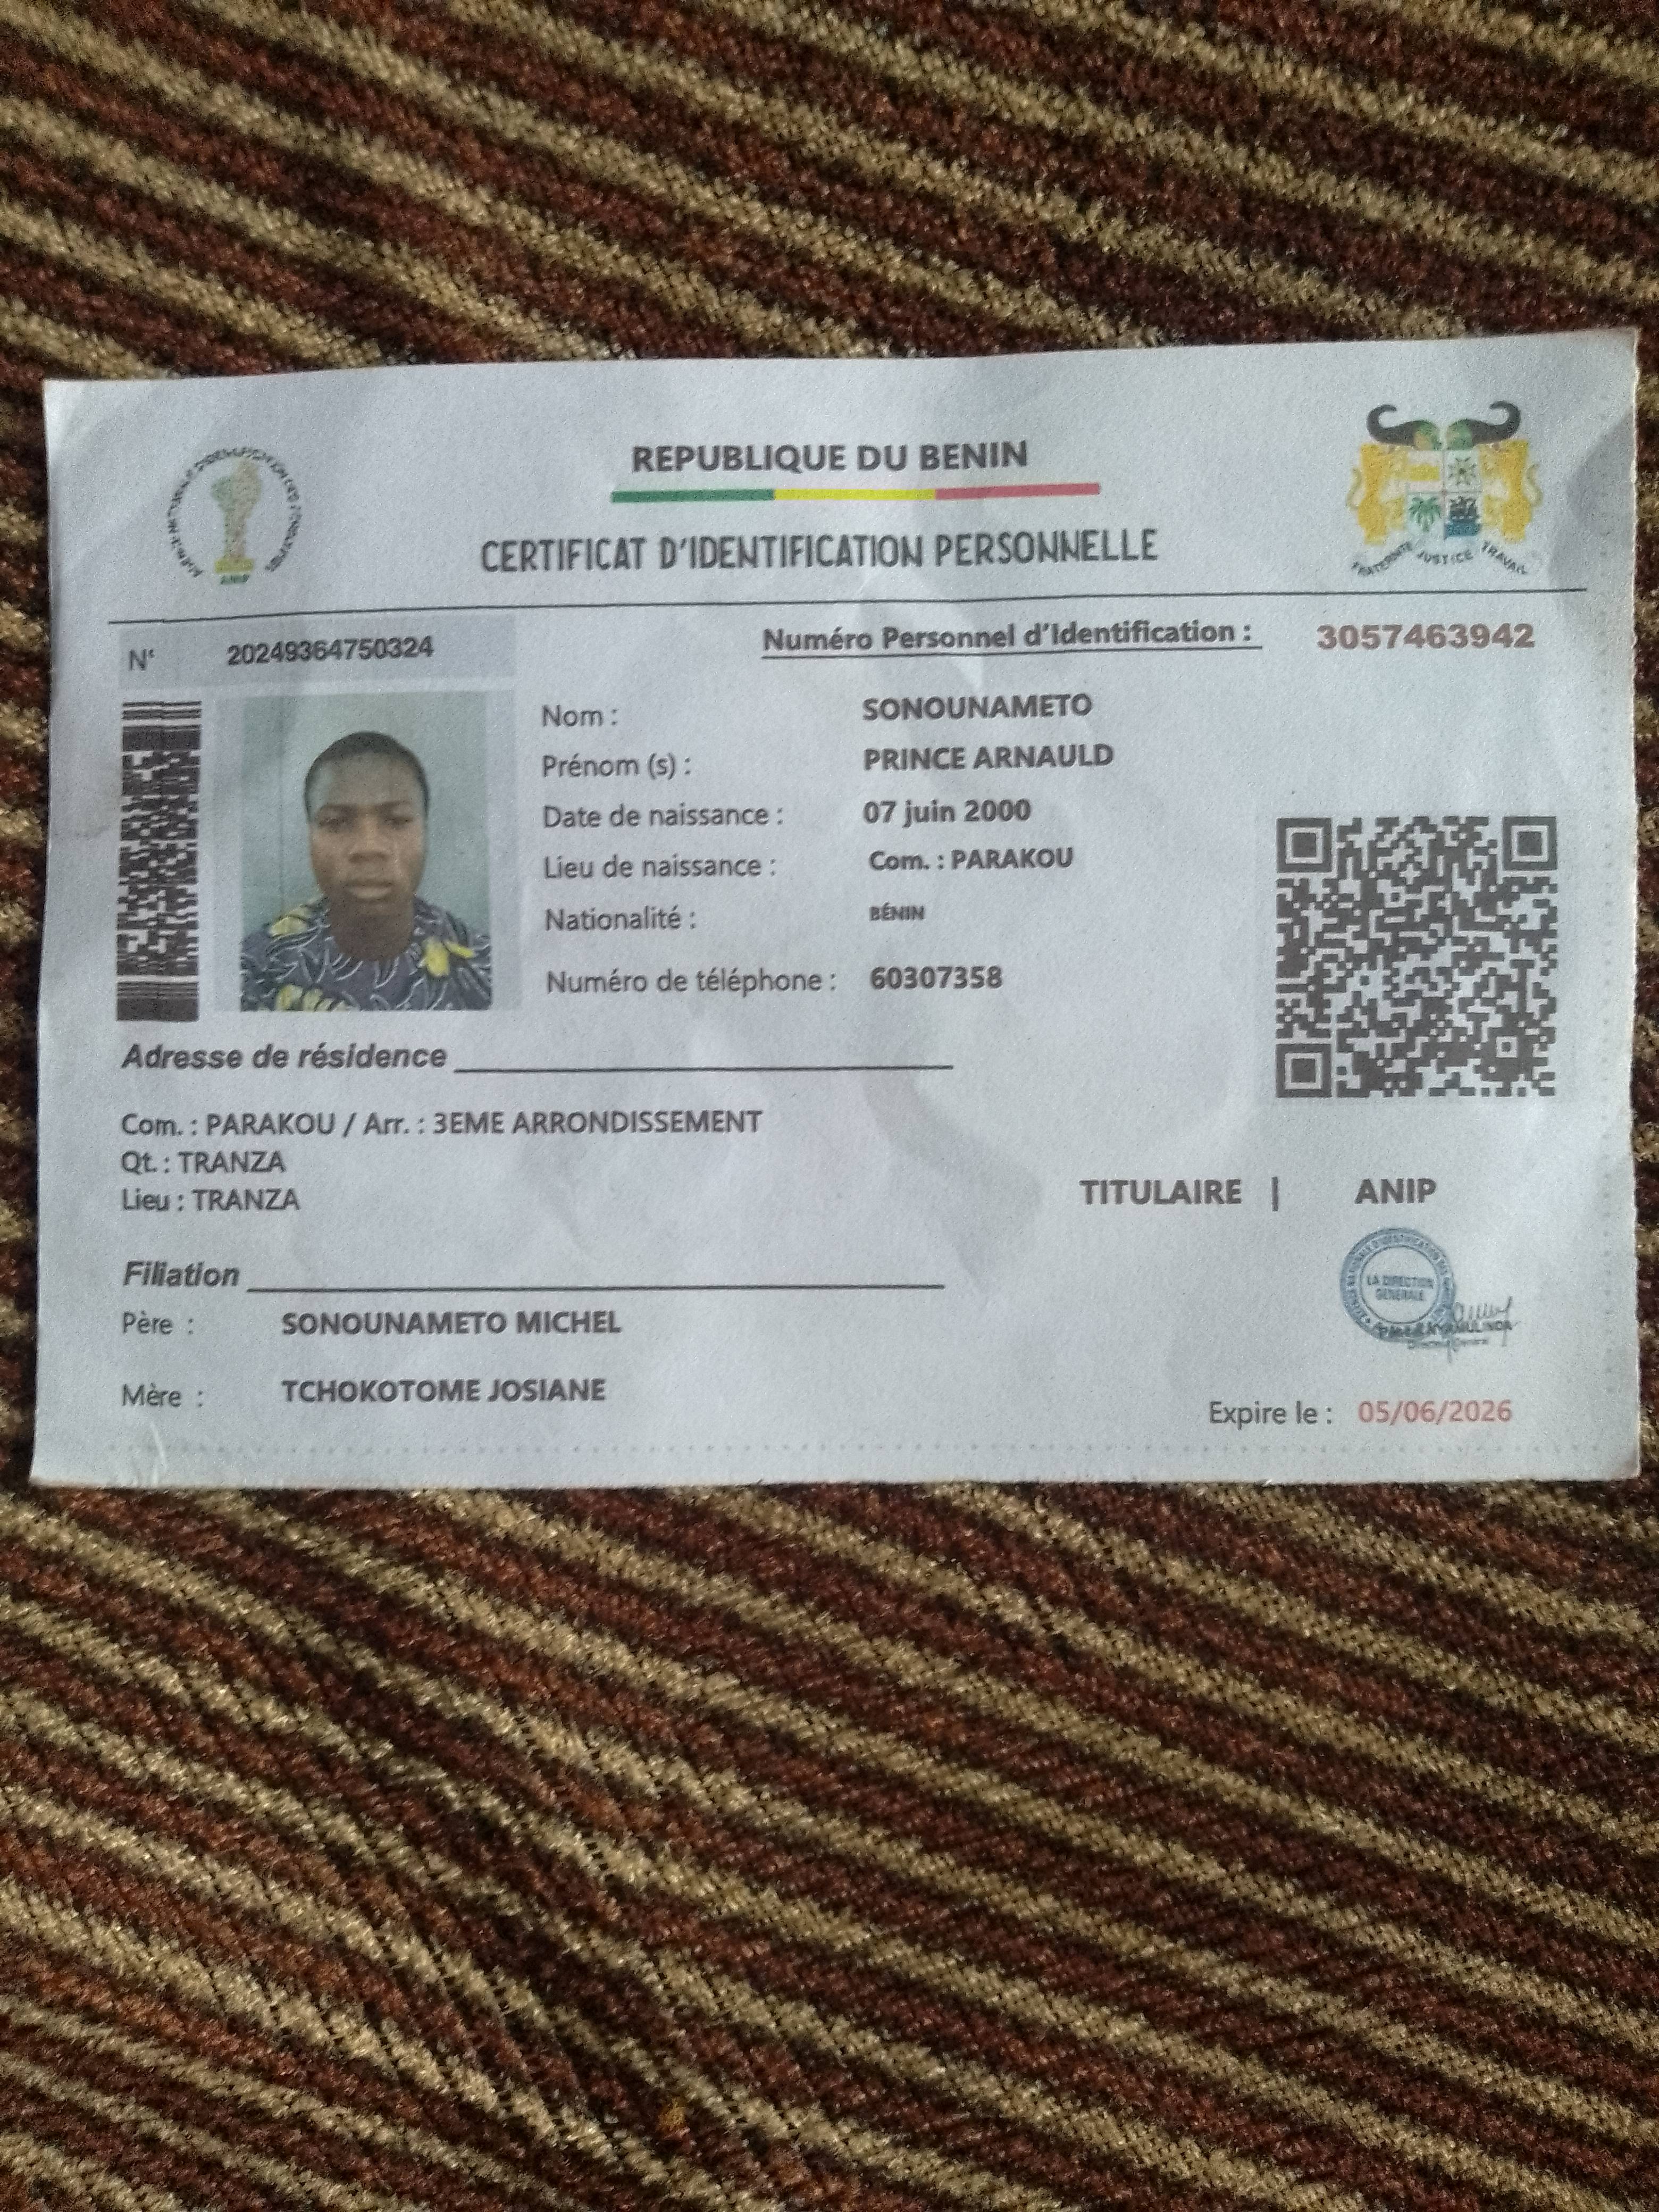 REPUBLIQUE DU BENIN
CERTIFICAT D'IDENTIFICATION PERSONNELLE
ANIP
FRATERNITE JUSTICE TRAVAIL
N° 20249364750324
Numéro Personnel d'Identification : 3057463942
Nom : SONOUNAMETO
Prénom (s) : PRINCE ARNAULD
Date de naissance : 07 juin 2000
Lieu de naissance : Com. : PARAKOU
Nationalité : BÉNIN
Numéro de téléphone : 60307358
Adresse de résidence
Com. : PARAKOU / Arr. : 3EME ARRONDISSEMENT
Qt. : TRANZA
Lieu : TRANZA
TITULAIRE | ANIP
LA DIRECTION
GENERALE
Filiation
Père : SONOUNAMETO MICHEL
Mère : TCHOKOTOME JOSIANE
Expire le : 05/06/2026